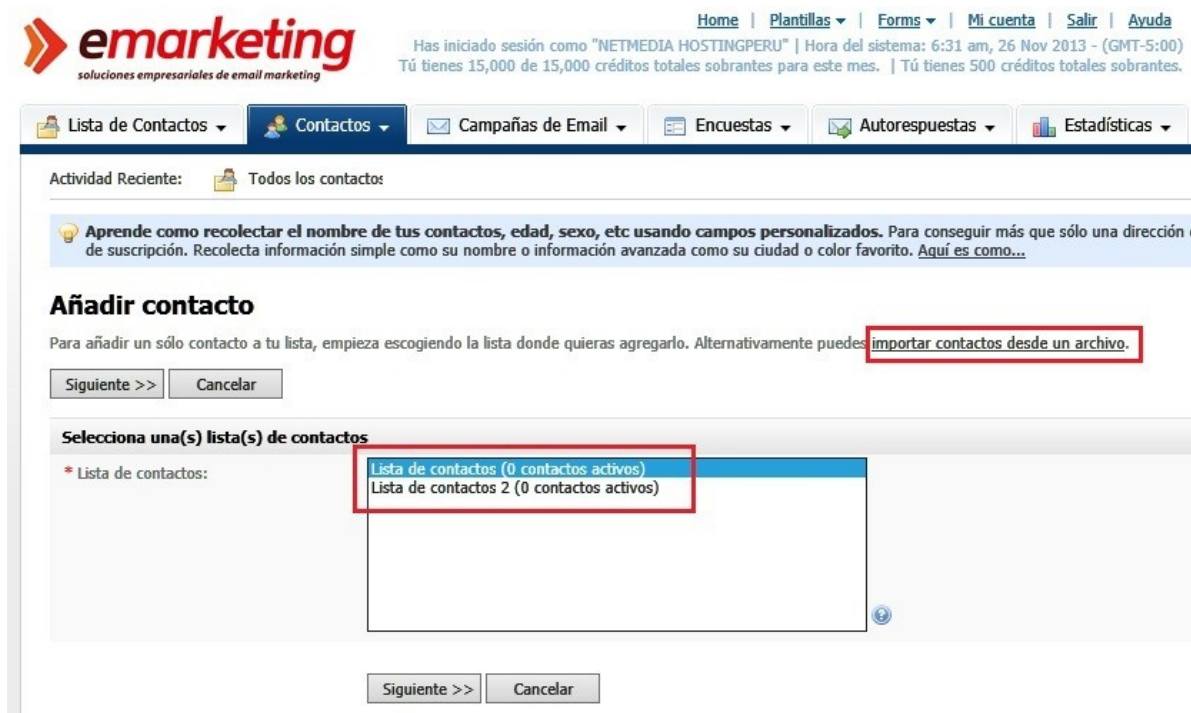 emarketing
soluciones empresariales de email marketing
Home | Plantillas | Forms | Mi cuenta | Salir | Ayuda
Has iniciado sesión como "NETMEDIA HOSTINGPERU" | Hora del sistema: 6:31 am, 26 Nov 2013 - (GMT-5:00)
Tú tienes 15,000 de 15,000 créditos totales sobrantes para este mes. | Tú tienes 500 créditos totales sobrantes.
Lista de Contactos Contactos Campañas de Email Encuestas Autorespuestas Estadísticas
Actividad Reciente: Todos los contactos
Aprende como recolectar el nombre de tus contactos, edad, sexo, etc usando campos personalizados. Para conseguir más que sólo una dirección
de suscripción. Recolecta información simple como su nombre o información avanzada como su ciudad o color favorito. Aquí es como...
Añadir contacto
Para añadir un sólo contacto a tu lista, empieza escogiendo la lista donde quieras agregarlo. Alternativamente puedes importar contactos desde un archivo.
Siguiente >> Cancelar
Selecciona una(s) lista(s) de contactos
* Lista de contactos:
Lista de contactos (0 contactos activos)
Lista de contactos 2 (0 contactos activos)
Siguiente >> Cancelar